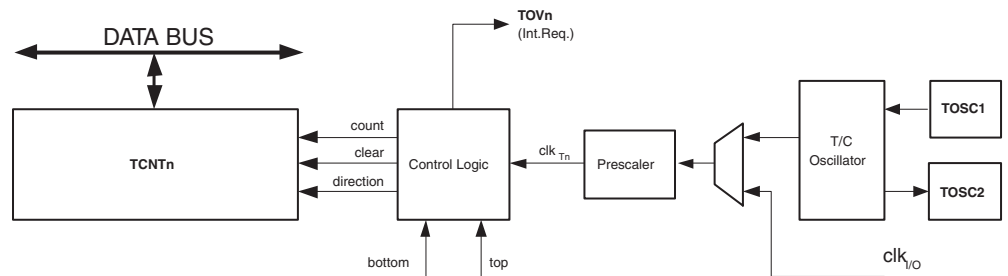 TOVn
(Int.Req.)
DATA BUS
TCNTn
count
clear
direction
Control Logic
clkTn
Prescaler
T/C
Oscillator
TOSC1
TOSC2
bottom
top
clkI/O